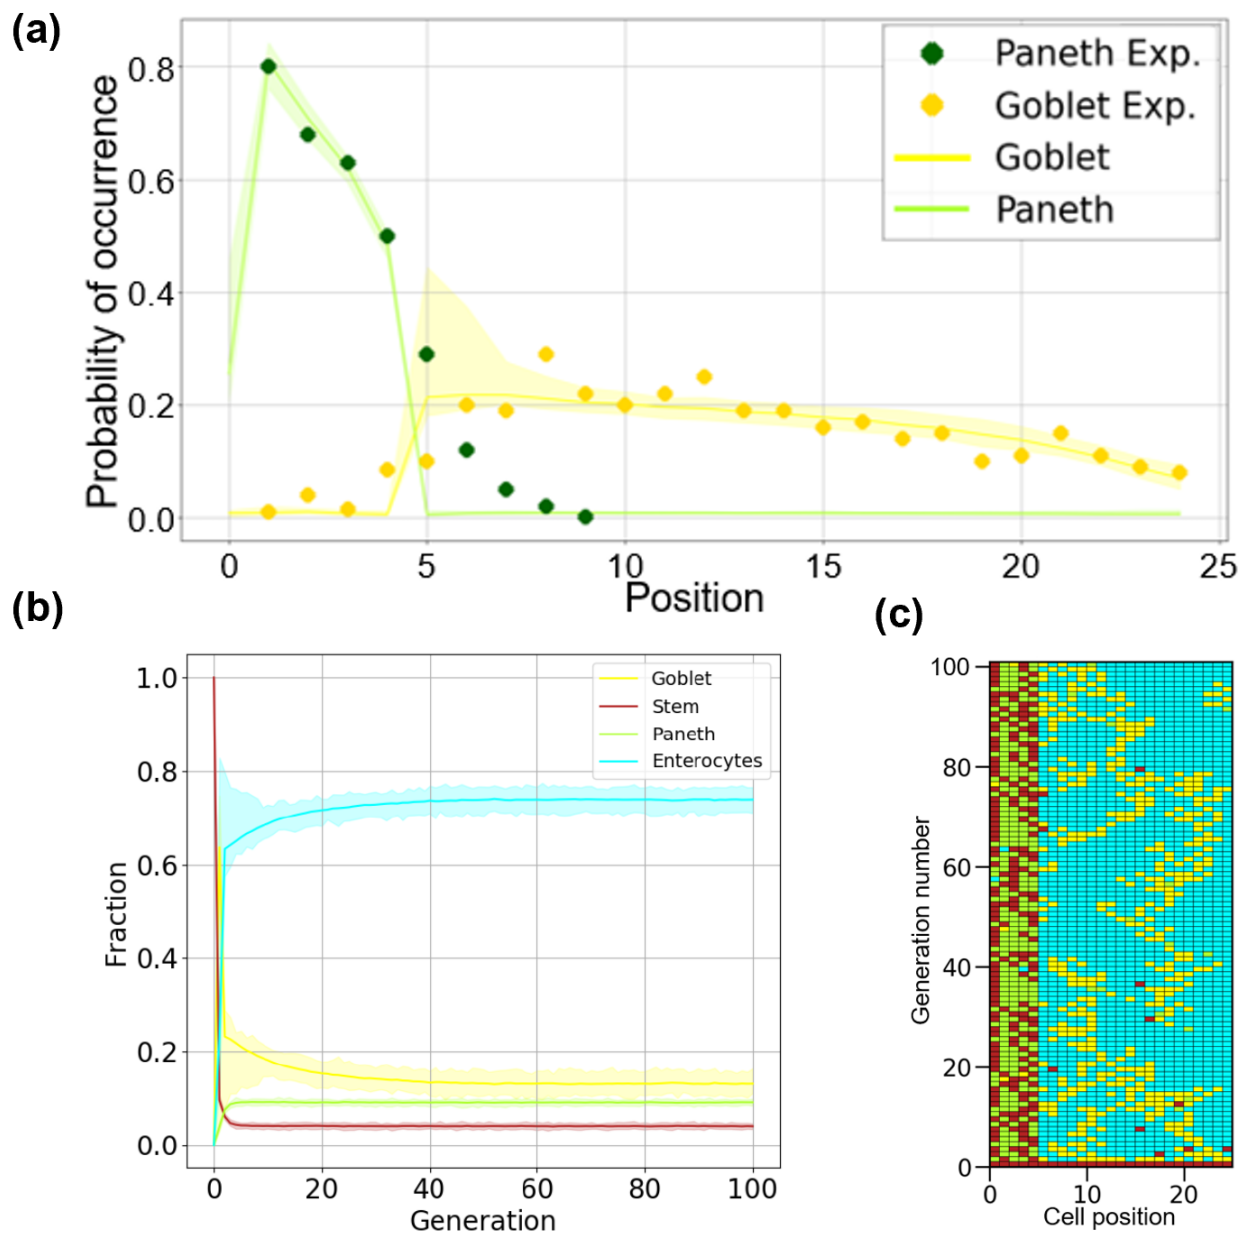 (a)
Probability of occurrence
0.8
0.6
0.4
0.2
0.0
Paneth Exp.
Goblet Exp.
Goblet
Paneth
0 5 10 15 20 25
Position
(b)
Fraction
1.0
0.8
0.6
0.4
0.2
0.0
Goblet
Stem
Paneth
Enterocytes
0 20 40 60 80 100
Generation
(c)
Generation number
100
80
60
40
20
0
0 10 20
Cell position